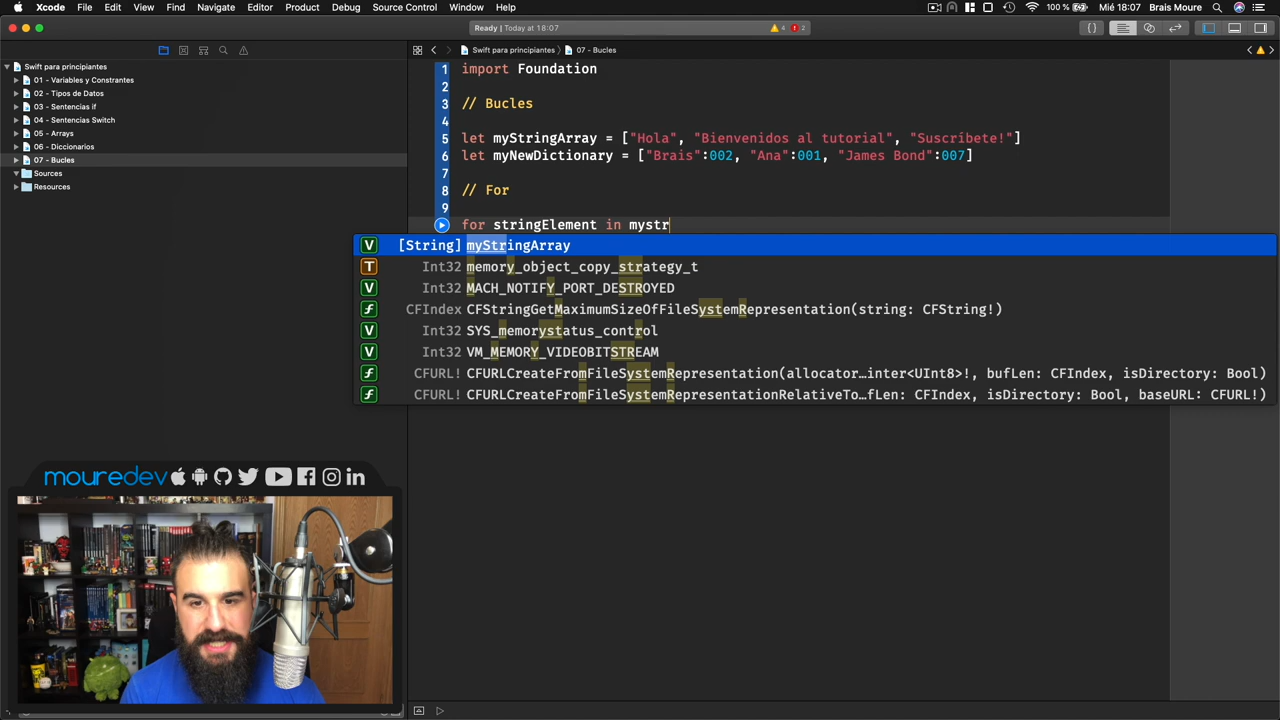 Xcode File Edit View Find Navigate Editor Product Debug Source Control Window Help 100 % Mié 18:07 Brais Moure
Ready | Today at 18:07 4 2
Swift para principiantes 07 - Bucles
Swift para principiantes
01 - Variables y Constrantes
02 - Tipos de Datos
03 - Sentencias if
04 - Sentencias Switch
05 - Arrays
06 - Diccionarios
07 - Bucles
Sources
Resources
1 import Foundation
2
3 // Bucles
4
5 let myStringArray = ["Hola", "Bienvenidos al tutorial", "Suscríbete!"]
6 let myNewDictionary = ["Brais":002, "Ana":001, "James Bond":007]
7
8 // For
9
for stringElement in mystr
V [String] myStringArray
T Int32 memory_object_copy_strategy_t
V Int32 MACH_NOTIFY_PORT_DESTROYED
f CFIndex CFStringGetMaximumSizeOfFileSystemRepresentation(string: CFString!)
V Int32 SYS_memorystatus_control
V Int32 VM_MEMORY_VIDEOBITSTREAM
f CFURL! CFURLCreateFromFileSystemRepresentation(allocator…inter<UInt8>!, bufLen: CFIndex, isDirectory: Bool)
f CFURL! CFURLCreateFromFileSystemRepresentationRelativeTo…fLen: CFIndex, isDirectory: Bool, baseURL: CFURL!)
mouredev